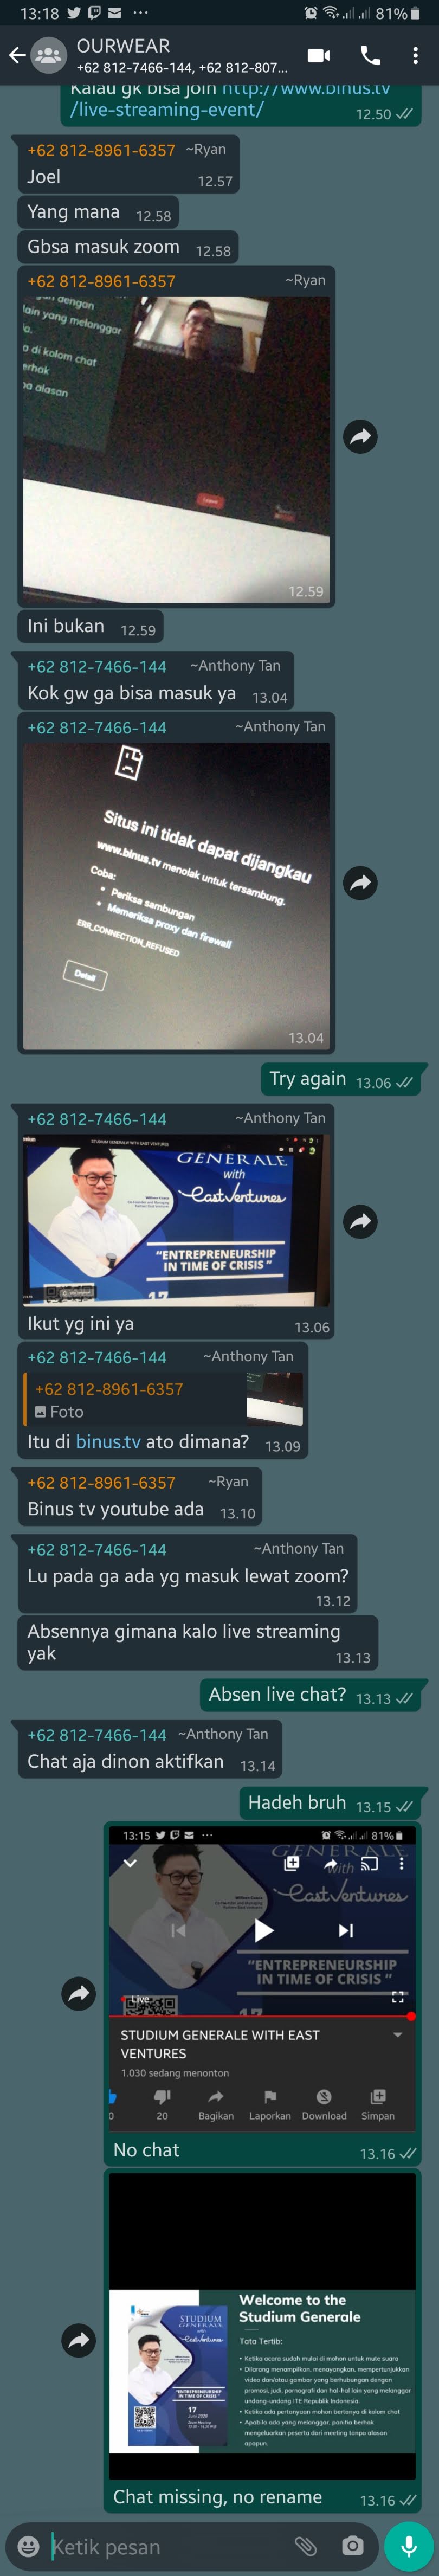 13:18
81%
OURWEAR
+62 812-7466-144, +62 812-807...
Kalau gk bisa join http://www.binus.tv
/live-streaming-event/
12.50
+62 812-8961-6357 ~Ryan
Joel
12.57
Yang mana 12.58
Gbsa masuk zoom 12.58
+62 812-8961-6357 ~Ryan
dengan
lain yang melanggar
di kolom chat
erhak
alasan
12.59
Ini bukan 12.59
+62 812-7466-144 ~Anthony Tan
Kok gw ga bisa masuk ya 13.04
+62 812-7466-144 ~Anthony Tan
Situs ini tidak dapat dijangkau
www.binus.tv menolak untuk tersambung.
Coba:
• Periksa sambungan
• Memeriksa proxy dan firewall
ERR_CONNECTION_REFUSED
Detail
13.04
Try again 13.06
+62 812-7466-144 ~Anthony Tan
STUDIUM GENERALE WITH EAST VENTURES
GENERALE
with
East Ventures
"ENTREPRENEURSHIP
IN TIME OF CRISIS"
17
Ikut yg ini ya 13.06
+62 812-7466-144 ~Anthony Tan
+62 812-8961-6357
Foto
Itu di binus.tv ato dimana? 13.09
+62 812-8961-6357 ~Ryan
Binus tv youtube ada 13.10
+62 812-7466-144 ~Anthony Tan
Lu pada ga ada yg masuk lewat zoom?
13.12
Absennya gimana kalo live streaming
yak 13.13
Absen live chat? 13.13
+62 812-7466-144 ~Anthony Tan
Chat aja dinon aktifkan 13.14
Hadeh bruh 13.15
13:15
81%
GENERALE
with
East Ventures
"ENTREPRENEURSHIP
IN TIME OF CRISIS"
Live
17
STUDIUM GENERALE WITH EAST
VENTURES
1.030 sedang menonton
0 20 Bagikan Laporkan Download Simpan
No chat 13.16
Welcome to the
Studium Generale
Tata Tertib:
• Ketika acara sudah mulai di mohon untuk mute suara
• Dilarang menampilkan, menayangkan, mempertunjukkan
video dan/atau gambar yang berhubungan dengan
promosi, judi, pornografi dan hal-hal lain yang melanggar
undang-undang ITE Republik Indonesia.
• Ketika ada pertanyaan mohon bertanya di kolom chat
• Apabila ada yang melanggar, panitia berhak
mengeluarkan peserta dari meeting tanpa alasan
apapun.
STUDIUM
GENERALE
with
East Ventures
"ENTREPRENEURSHIP
IN TIME OF CRISIS"
17
Chat missing, no rename 13.16
Ketik pesan